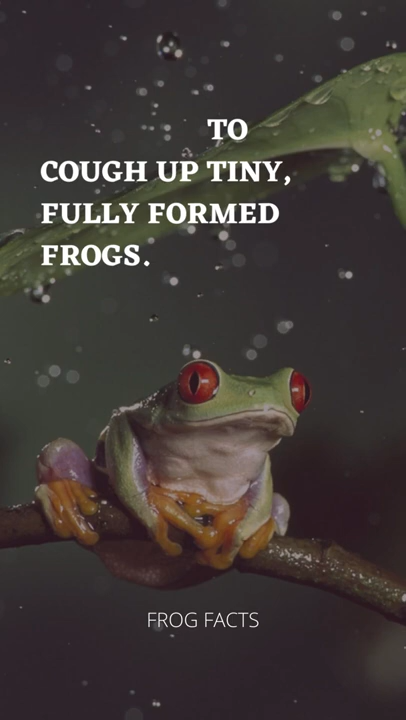 TO
COUGH UP TINY,
FULLY FORMED
FROGS.
FROG FACTS